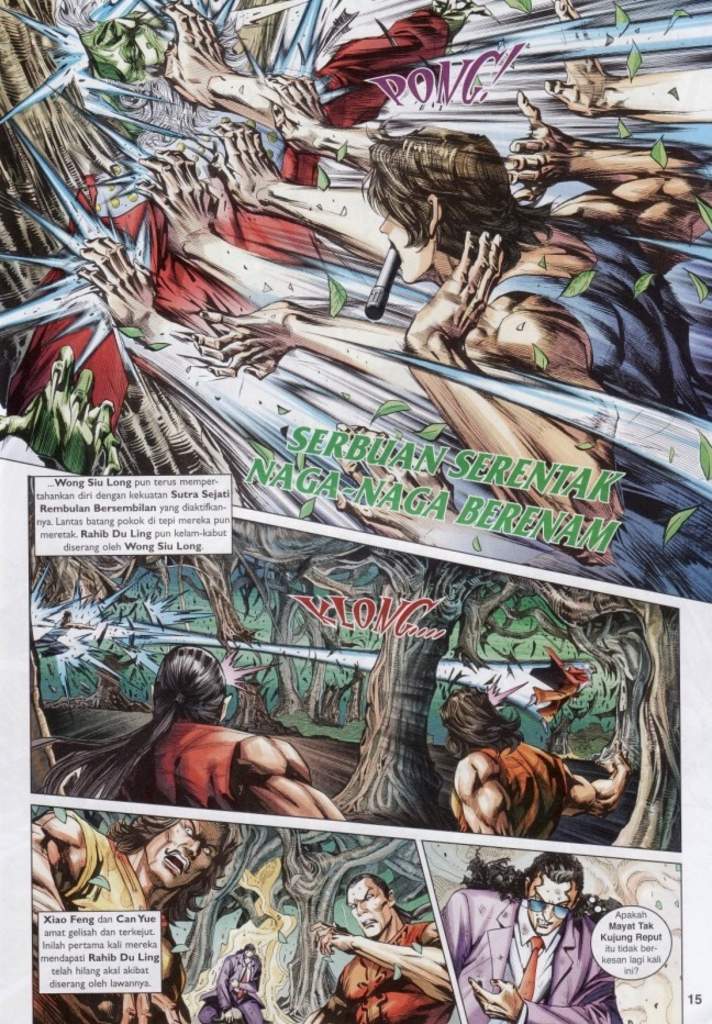 PONG!
SERBUAN SERENTAK
NAGA-NAGA BERENAM
...Wong Siu Long pun terus memper-
tahankan diri dengan kekuatan Sutra Sejati
Rembulan Bersembilan yang diaktifkan-
nya. Lantas batang pokok di tepi mereka pun
meretak. Rahib Du Ling pun kelam-kabut
diserang oleh Wong Siu Long.
KLONG....
Xiao Feng dan Can Yue
amat gelisah dan terkejut.
Inilah pertama kali mereka
mendapati Rahib Du Ling
telah hilang akal akibat
diserang oleh lawannya.
Apakah
Mayat Tak
Kujung Reput
itu tidak ber-
kesan lagi kali
ini?
15